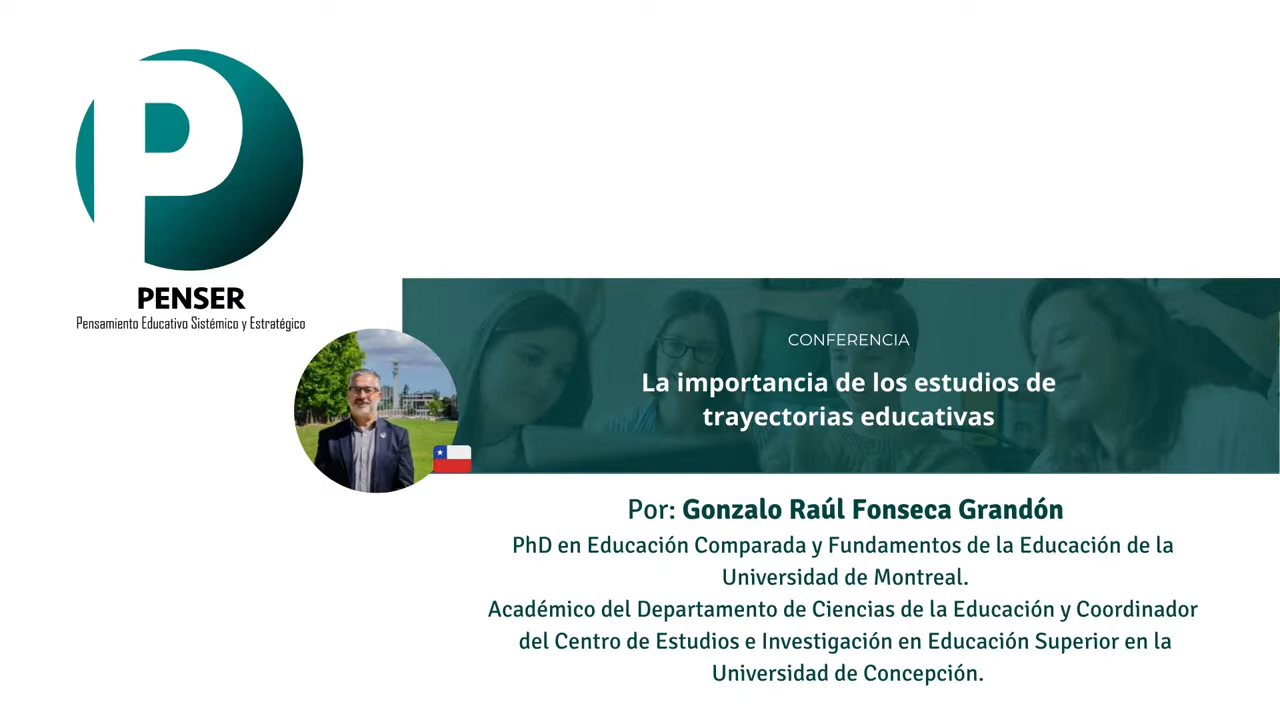 P
PENSER
Pensamiento Educativo Sistémico y Estratégico
CONFERENCIA
La importancia de los estudios de
trayectorias educativas
Por: Gonzalo Raúl Fonseca Grandón
PhD en Educación Comparada y Fundamentos de la Educación de la
Universidad de Montreal.
Académico del Departamento de Ciencias de la Educación y Coordinador
del Centro de Estudios e Investigación en Educación Superior en la
Universidad de Concepción.